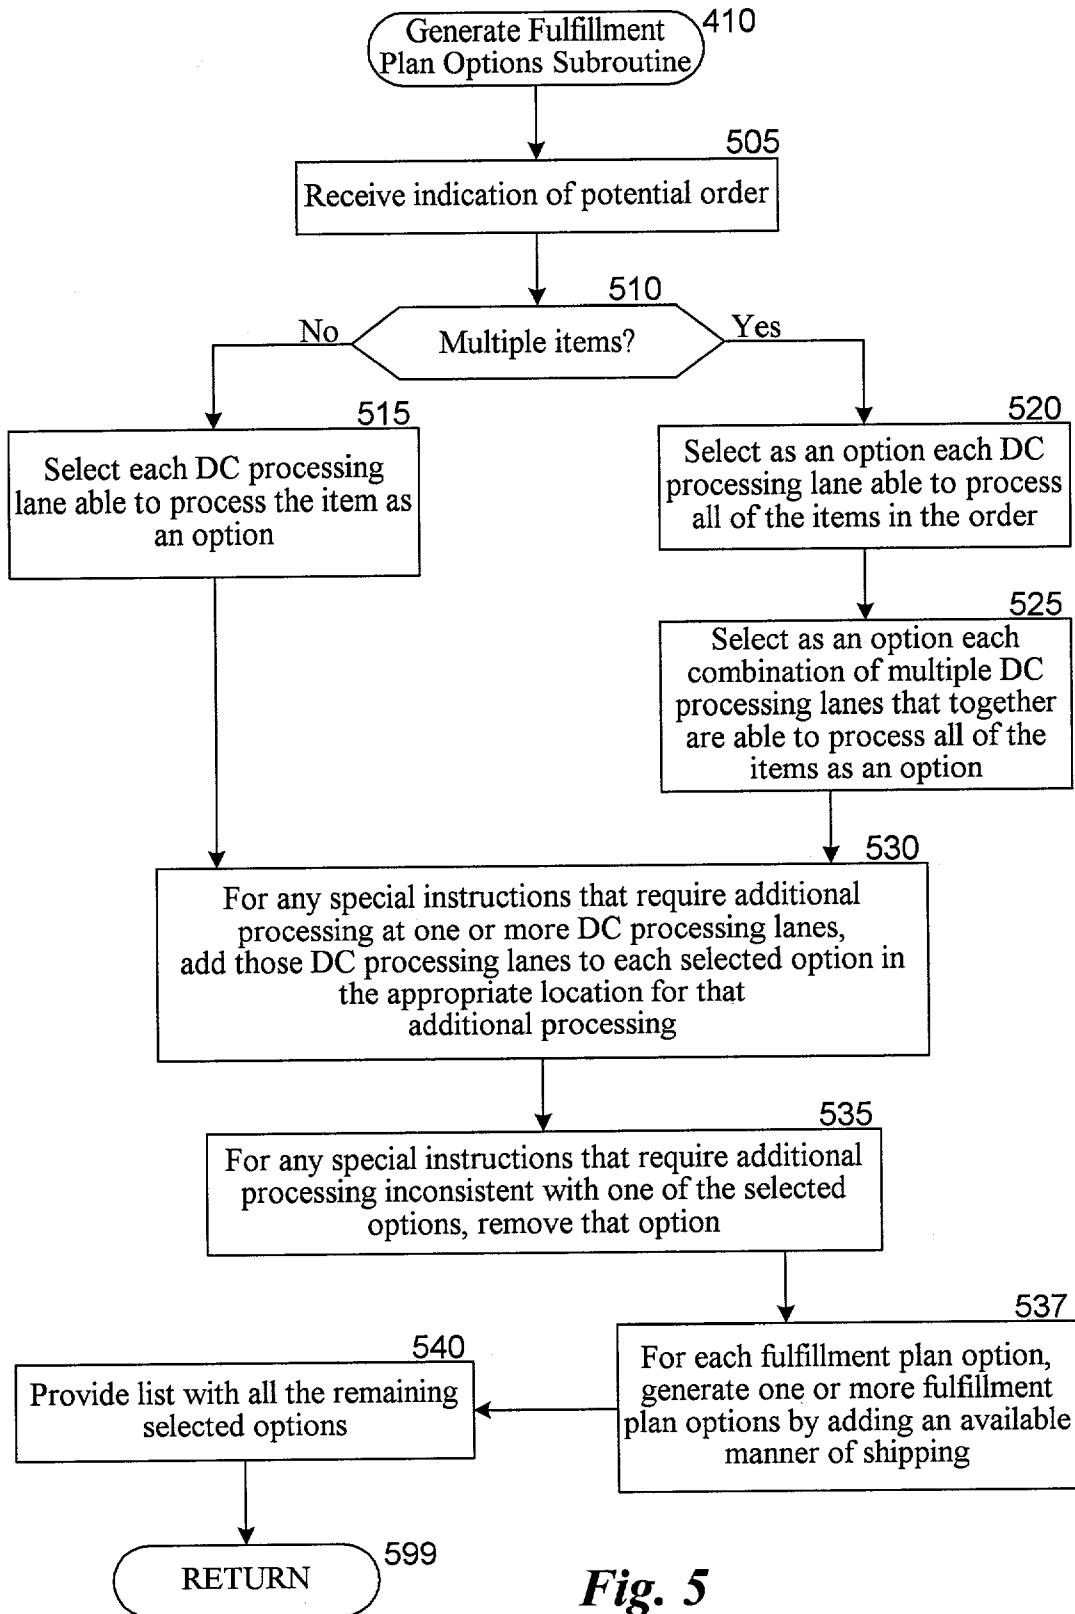 Generate Fulfillment
Plan Options Subroutine
410
505
Receive indication of potential order
510
Multiple items?
No
Yes
515
Select each DC processing
lane able to process the item as
an option
520
Select as an option each DC
processing lane able to process
all of the items in the order
525
Select as an option each
combination of multiple DC
processing lanes that together
are able to process all of the
items as an option
530
For any special instructions that require additional
processing at one or more DC processing lanes,
add those DC processing lanes to each selected option in
the appropriate location for that
additional processing
535
For any special instructions that require additional
processing inconsistent with one of the selected
options, remove that option
537
For each fulfillment plan option,
generate one or more fulfillment
plan options by adding an available
manner of shipping
540
Provide list with all the remaining
selected options
RETURN
599
Fig. 5